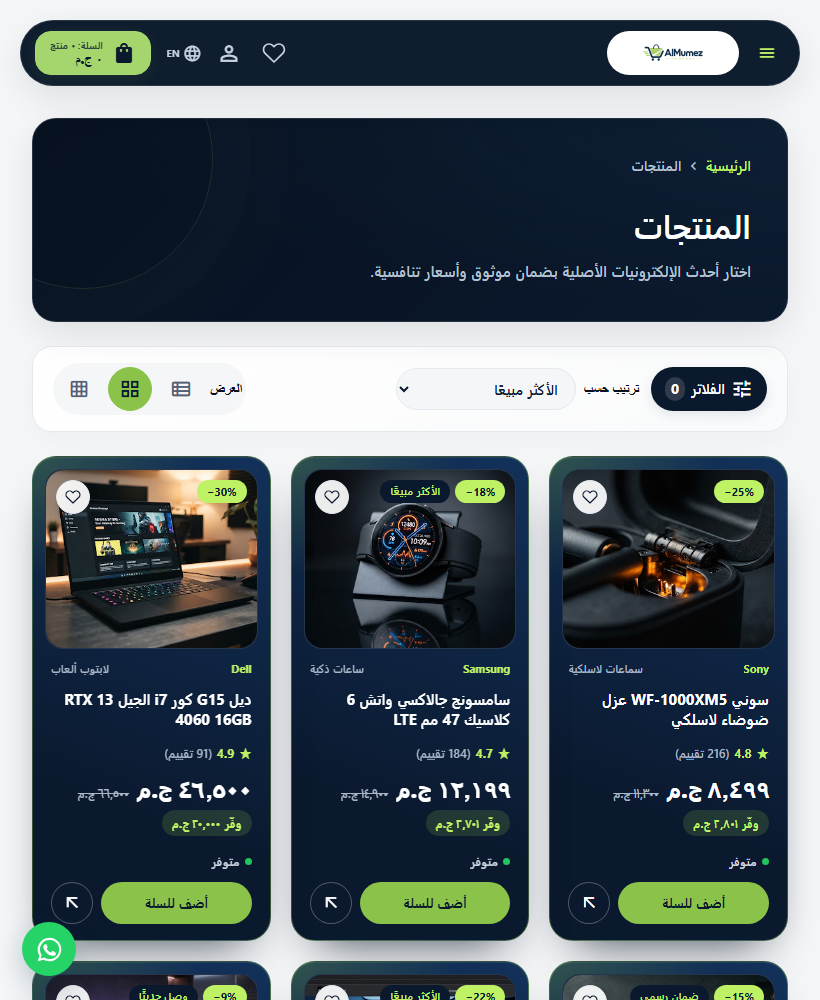 AlMumez
EN
السلة: ٠ منتج
٠ ج.م
الرئيسية › المنتجات
المنتجات
اختار أحدث الإلكترونيات الأصلية بضمان موثوق وأسعار تنافسية.
الفلاتر 0
ترتيب حسب
الأكثر مبيعًا
العرض
−25%
Sony
سماعات لاسلكية
سوني WF-1000XM5 عزل
ضوضاء لاسلكي
★ 4.8 (216 تقييم)
٨,٤٩٩ ج.م ١١,٣٠٠ ج.م
وفّر ٢,٨٠١ ج.م
متوفر
أضف للسلة
−18%
الأكثر مبيعًا
Samsung
ساعات ذكية
سامسونج جالاكسي واتش 6
كلاسيك 47 مم LTE
★ 4.7 (184 تقييم)
١٢,١٩٩ ج.م ١٤,٩٠٠ ج.م
وفّر ٢,٧٠١ ج.م
متوفر
أضف للسلة
−30%
Dell
لابتوب ألعاب
ديل G15 كور i7 الجيل 13 RTX
4060 16GB
★ 4.9 (91 تقييم)
٤٦,٥٠٠ ج.م ٦٦,٥٠٠ ج.م
وفّر ٢٠,٠٠٠ ج.م
متوفر
أضف للسلة
−15%
ضمان رسمي
−22%
الأكثر مبيعًا
−9%
وصل حديثًا